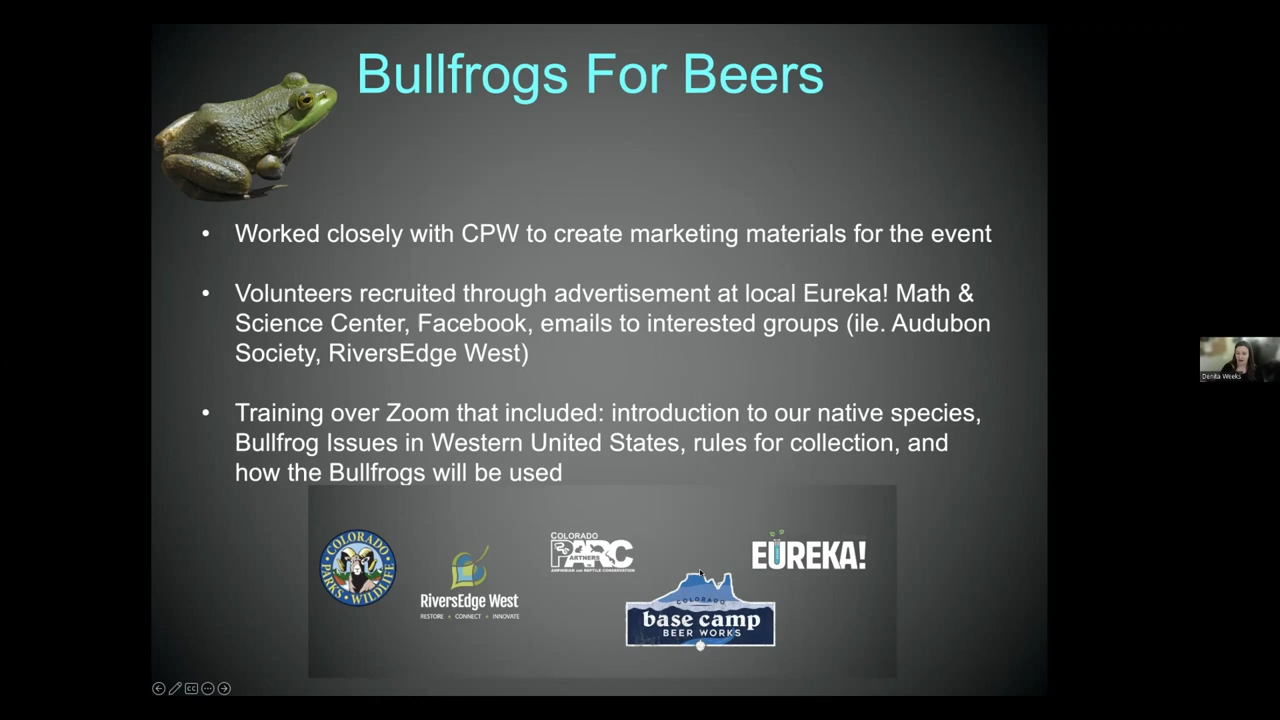 Bullfrogs For Beers
• Worked closely with CPW to create marketing materials for the event
• Volunteers recruited through advertisement at local Eureka! Math &
Science Center, Facebook, emails to interested groups (ile. Audubon
Society, RiversEdge West)
• Training over Zoom that included: introduction to our native species,
Bullfrog Issues in Western United States, rules for collection, and
how the Bullfrogs will be used
COLORADO
PARKS • WILDLIFE
RiversEdge West
RESTORE • CONNECT • INNOVATE
COLORADO
PARC
PARTNERS
AMPHIBIAN AND REPTILE CONSERVATION
EUREKA!
COLORADO
base camp
BEER WORKS
CC
Denita Weeks